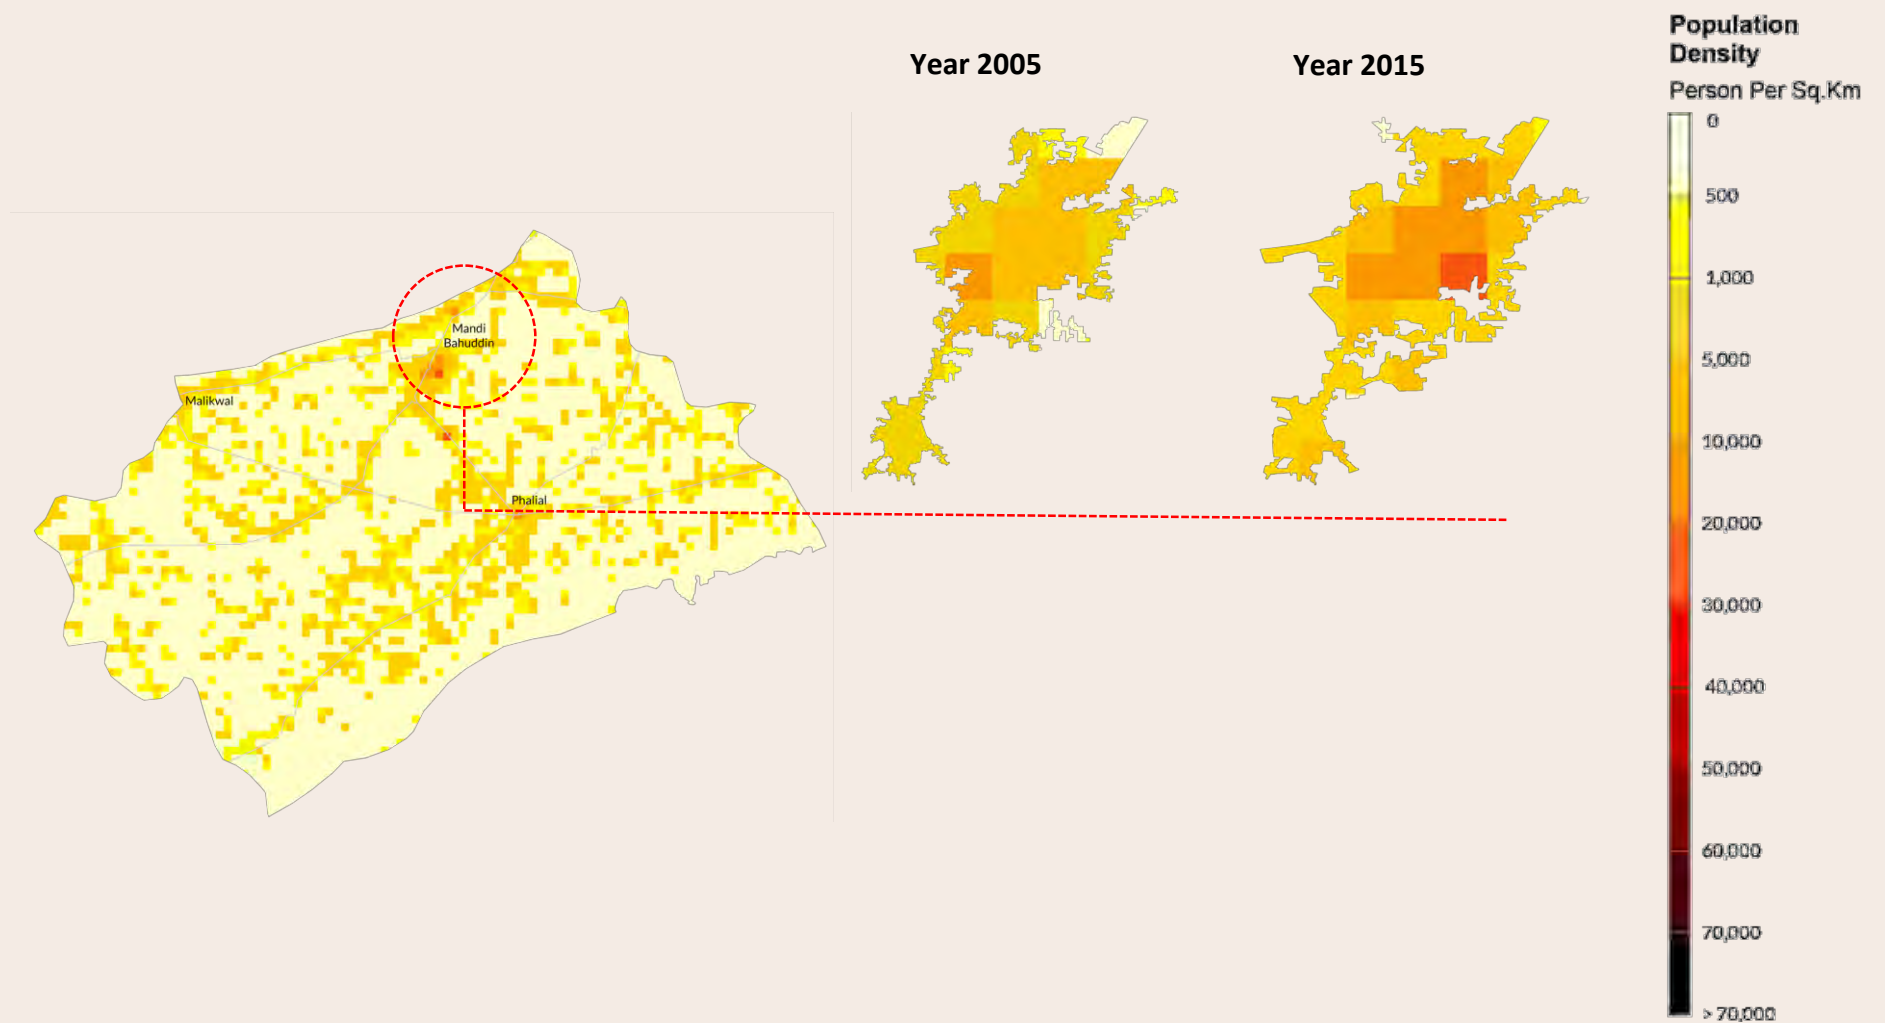 Year 2005
Year 2015
Population
Density
Person Per Sq.Km
0
500
1,000
5,000
10,000
20,000
30,000
40,000
50,000
60,000
70,000
> 70,000
Mandi
Bahuddin
Malikwal
Phalial